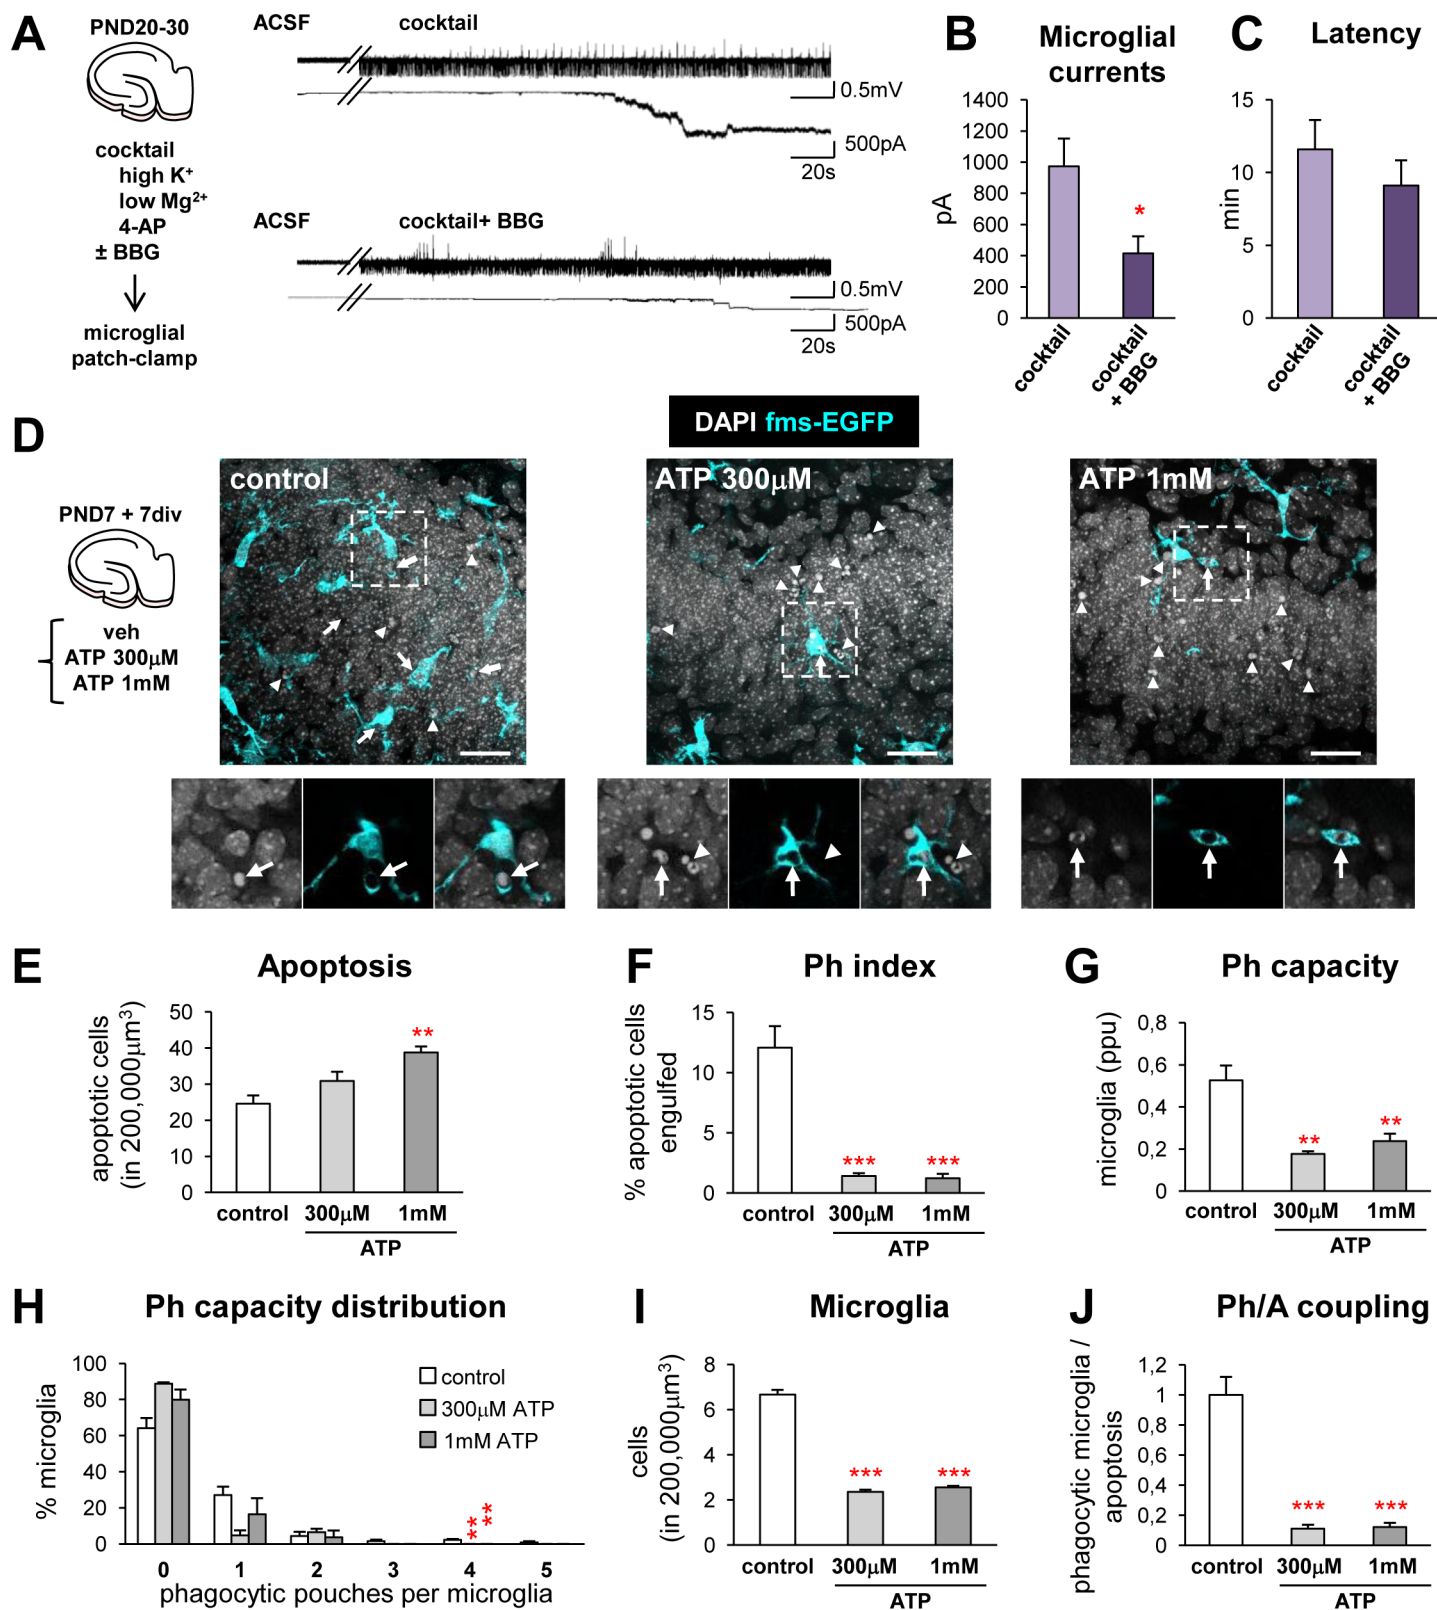 A
PND20-30
cocktail
high K⁺
low Mg²⁺
4-AP
± BBG
microglial
patch-clamp
ACSF
cocktail
0.5mV
500pA
20s
ACSF
cocktail+ BBG
0.5mV
500pA
20s
B
Microglial
currents
pA
1400
1200
1000
800
600
400
200
0
*
cocktail
cocktail
+ BBG
C
Latency
min
15
10
5
0
cocktail
cocktail
+ BBG
D
DAPI fms-EGFP
PND7 + 7div
veh
ATP 300µM
ATP 1mM
control
ATP 300µM
ATP 1mM
E
Apoptosis
apoptotic cells
(in 200,000µm³)
50
40
30
20
10
0
**
control
300µM
1mM
ATP
F
Ph index
% apoptotic cells
engulfed
15
10
5
0
***
***
control
300µM
1mM
ATP
G
Ph capacity
microglia (ppu)
0,8
0,6
0,4
0,2
0
**
**
control
300µM
1mM
ATP
H
Ph capacity distribution
% microglia
100
80
60
40
20
0
control
300µM ATP
1mM ATP
**
**
0 1 2 3 4 5
phagocytic pouches per microglia
I
Microglia
cells
(in 200,000µm³)
8
6
4
2
0
***
***
control
300µM
1mM
ATP
J
Ph/A coupling
phagocytic microglia /
apoptosis
1,2
1
0,8
0,6
0,4
0,2
0
***
***
control
300µM
1mM
ATP